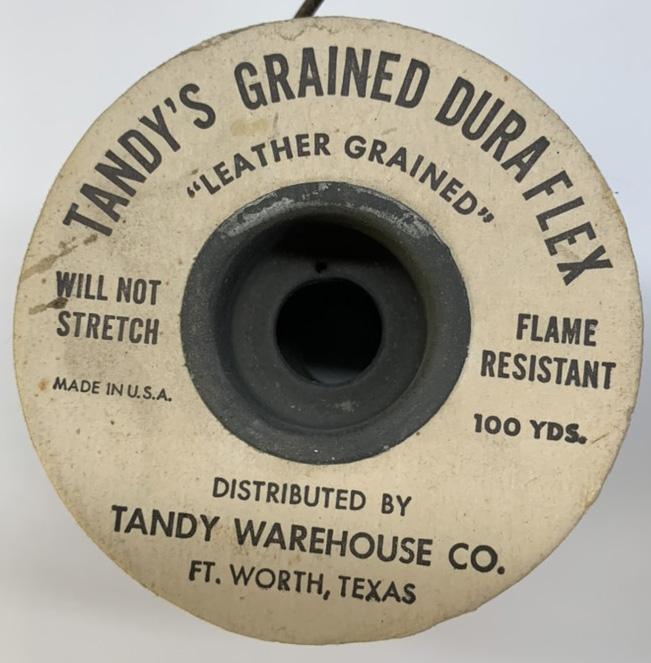 TANDY'S GRAINED DURA FLEX
"LEATHER GRAINED"
WILL NOT
STRETCH
MADE IN U.S.A.
FLAME
RESISTANT
100 YDS.
DISTRIBUTED BY
TANDY WAREHOUSE CO.
FT. WORTH, TEXAS